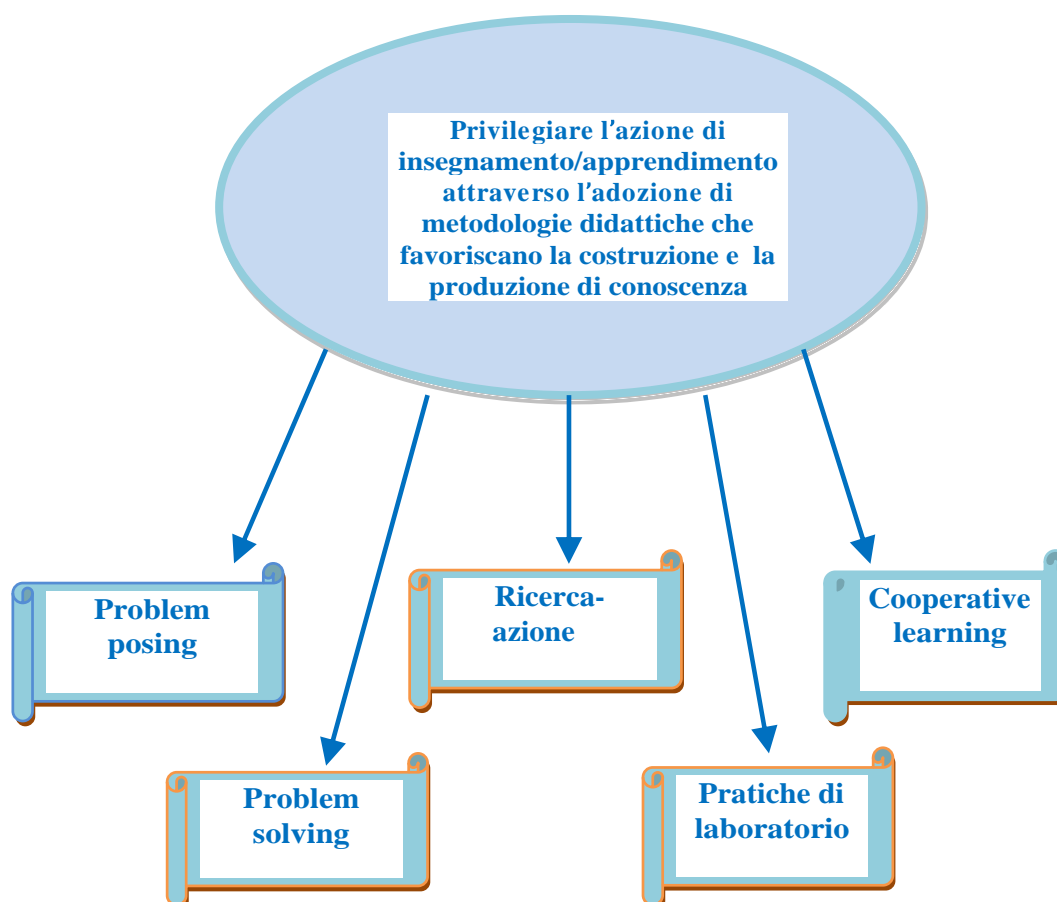 Privilegiare l'azione di
insegnamento/apprendimento
attraverso l'adozione di
metodologie didattiche che
favoriscano la costruzione e la
produzione di conoscenza
Problem
posing
Ricerca-
azione
Cooperative
learning
Problem
solving
Pratiche di
laboratorio